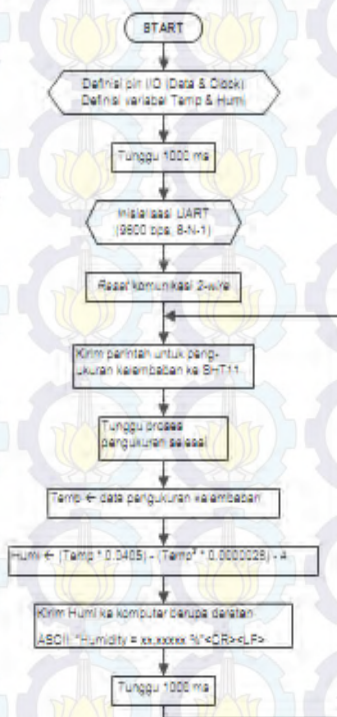 START
Definisi pin I/O (Data & Clock)
Definisi variabel Temp & Humi
Tunggu 1000 ms
Inisialisasi UART
(9600 bps, 8-N-1)
Reset komunikasi 2-wire
Kirim perintah untuk peng-
ukuran kelembaban ke SHT11
Tunggu proses
pengukuran selesai
Temp ← data pengukuran kelembaban
Humi ← (Temp * 0.0405) - (Temp² * 0.0000028) - 4
Kirim Humi ke komputer berupa deretan
ASCII: "Humidity = xx.xxxxx %"<CR><LF>
Tunggu 1000 ms